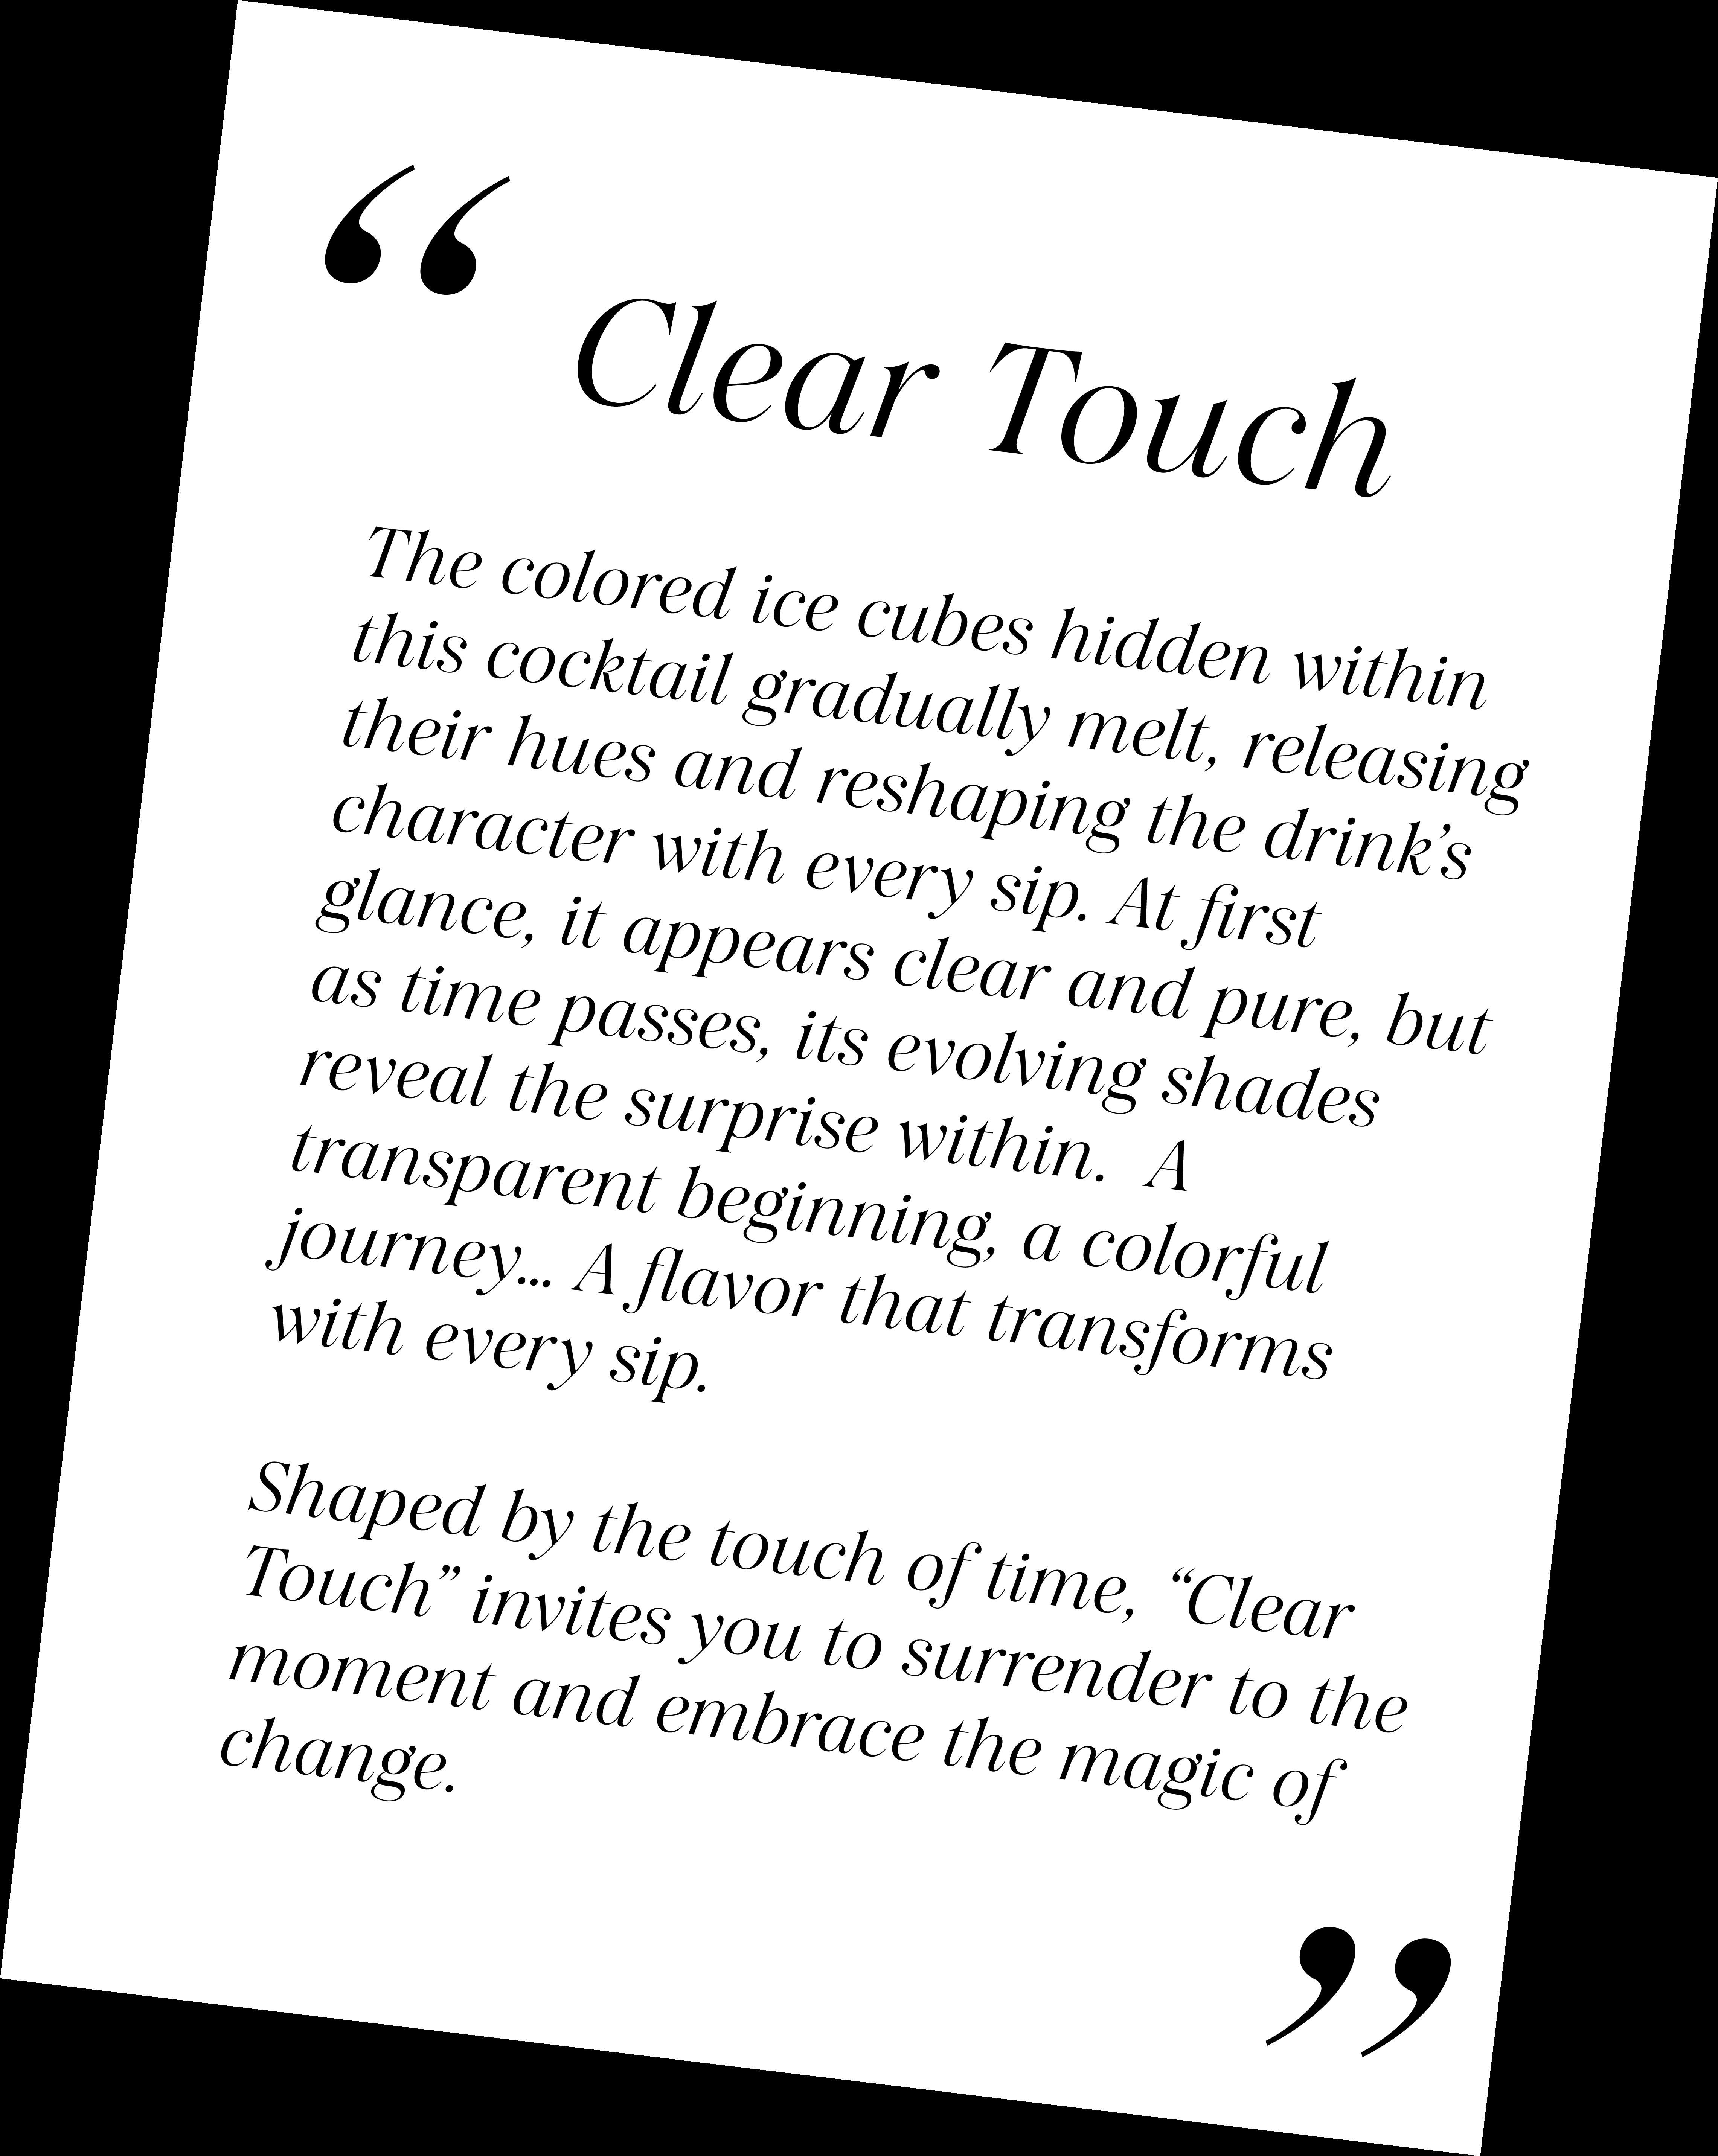 “
Clear Touch
The colored ice cubes hidden within
this cocktail gradually melt, releasing
their hues and reshaping the drink’s
character with every sip. At first
glance, it appears clear and pure, but
as time passes, its evolving shades
reveal the surprise within.  A
transparent beginning, a colorful
journey... A flavor that transforms
with every sip.
Shaped by the touch of time, “Clear
Touch” invites you to surrender to the
moment and embrace the magic of
change.
”